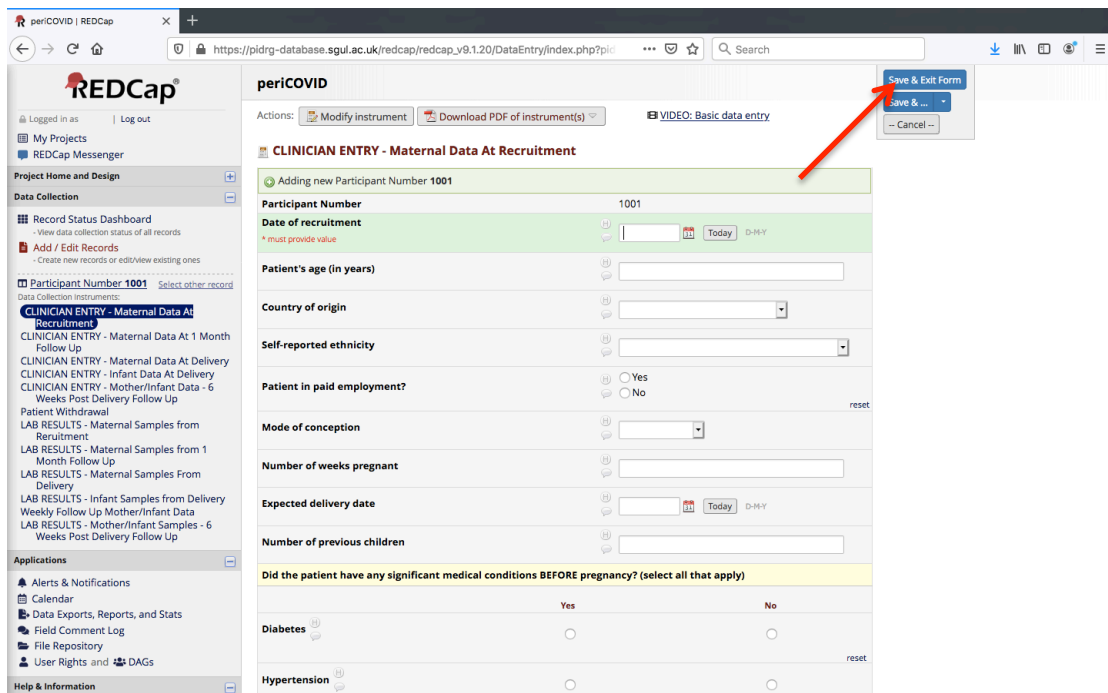 periCOVID | REDCap
https://pidrg-database.sgul.ac.uk/redcap/redcap_v9.1.20/DataEntry/index.php?pid
Search
REDCap®
Logged in as | Log out
My Projects
REDCap Messenger
Project Home and Design
Data Collection
Record Status Dashboard
- View data collection status of all records
Add / Edit Records
- Create new records or edit/view existing ones
Participant Number 1001 Select other record
Data Collection Instruments:
CLINICIAN ENTRY - Maternal Data At
Recruitment
CLINICIAN ENTRY - Maternal Data At 1 Month
Follow Up
CLINICIAN ENTRY - Maternal Data At Delivery
CLINICIAN ENTRY - Infant Data At Delivery
CLINICIAN ENTRY - Mother/Infant Data - 6
Weeks Post Delivery Follow Up
Patient Withdrawal
LAB RESULTS - Maternal Samples from
Reruitment
LAB RESULTS - Maternal Samples from 1
Month Follow Up
LAB RESULTS - Maternal Samples From
Delivery
LAB RESULTS - Infant Samples from Delivery
Weekly Follow Up Mother/Infant Data
LAB RESULTS - Mother/Infant Samples - 6
Weeks Post Delivery Follow Up
Applications
Alerts & Notifications
Calendar
Data Exports, Reports, and Stats
Field Comment Log
File Repository
User Rights and DAGs
Help & Information
periCOVID
Actions: Modify instrument Download PDF of instrument(s) VIDEO: Basic data entry
CLINICIAN ENTRY - Maternal Data At Recruitment
Adding new Participant Number 1001
Participant Number 1001
Date of recruitment
* must provide value
H
31 Today D-M-Y
Patient's age (in years) H
Country of origin H
Self-reported ethnicity H
Patient in paid employment? H Yes
No
reset
Mode of conception H
Number of weeks pregnant H
Expected delivery date H 31 Today D-M-Y
Number of previous children H
Did the patient have any significant medical conditions BEFORE pregnancy? (select all that apply)
Yes No
Diabetes H
reset
Hypertension H
Save & Exit Form
Save & ...
-- Cancel --